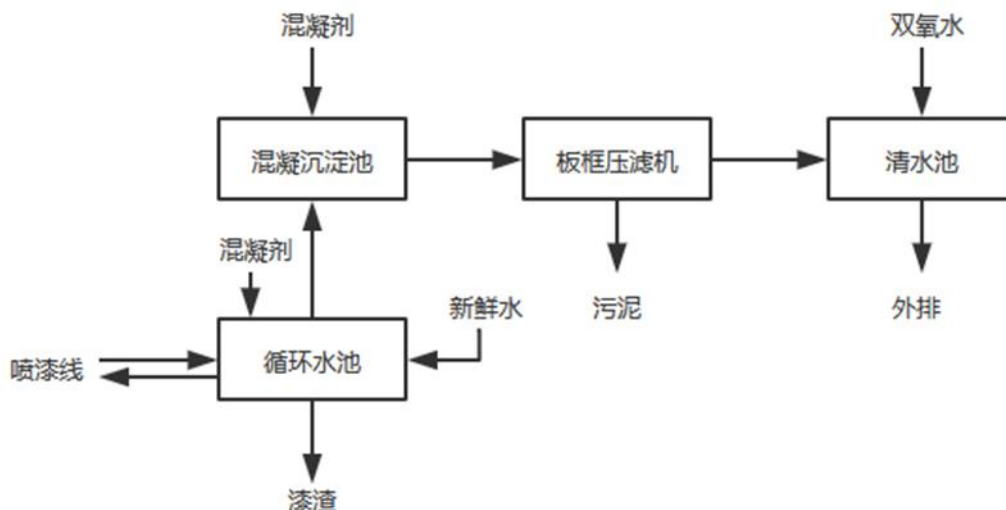 混凝剂
双氧水
混凝沉淀池
板框压滤机
清水池
混凝剂
新鲜水
污泥
外排
喷漆线
循环水池
漆渣